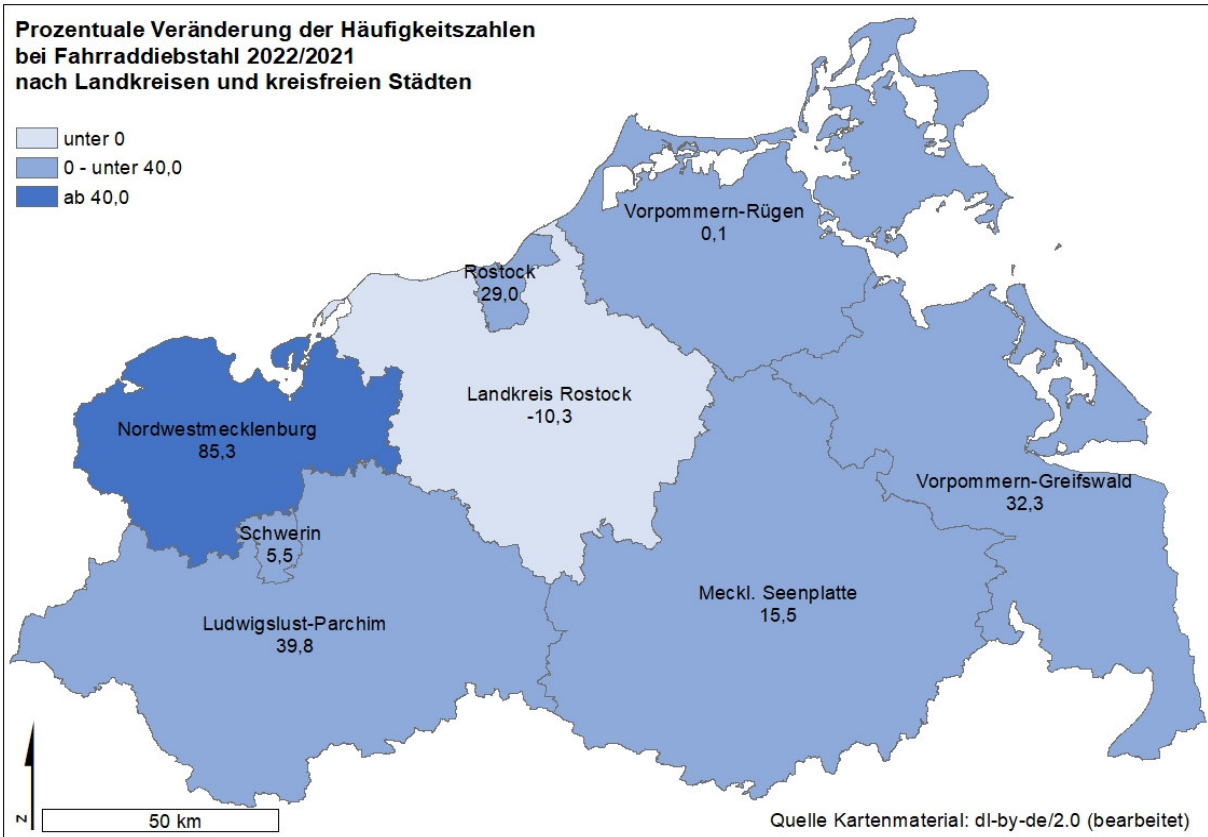 Prozentuale Veränderung der Häufigkeitszahlen
bei Fahrraddiebstahl 2022/2021
nach Landkreisen und kreisfreien Städten
unter 0
0 - unter 40,0
ab 40,0
Vorpommern-Rügen
0,1
Rostock
29,0
Landkreis Rostock
-10,3
Nordwestmecklenburg
85,3
Vorpommern-Greifswald
32,3
Schwerin
5,5
Meckl. Seenplatte
15,5
Ludwigslust-Parchim
39,8
N
50 km
Quelle Kartenmaterial: dl-by-de/2.0 (bearbeitet)